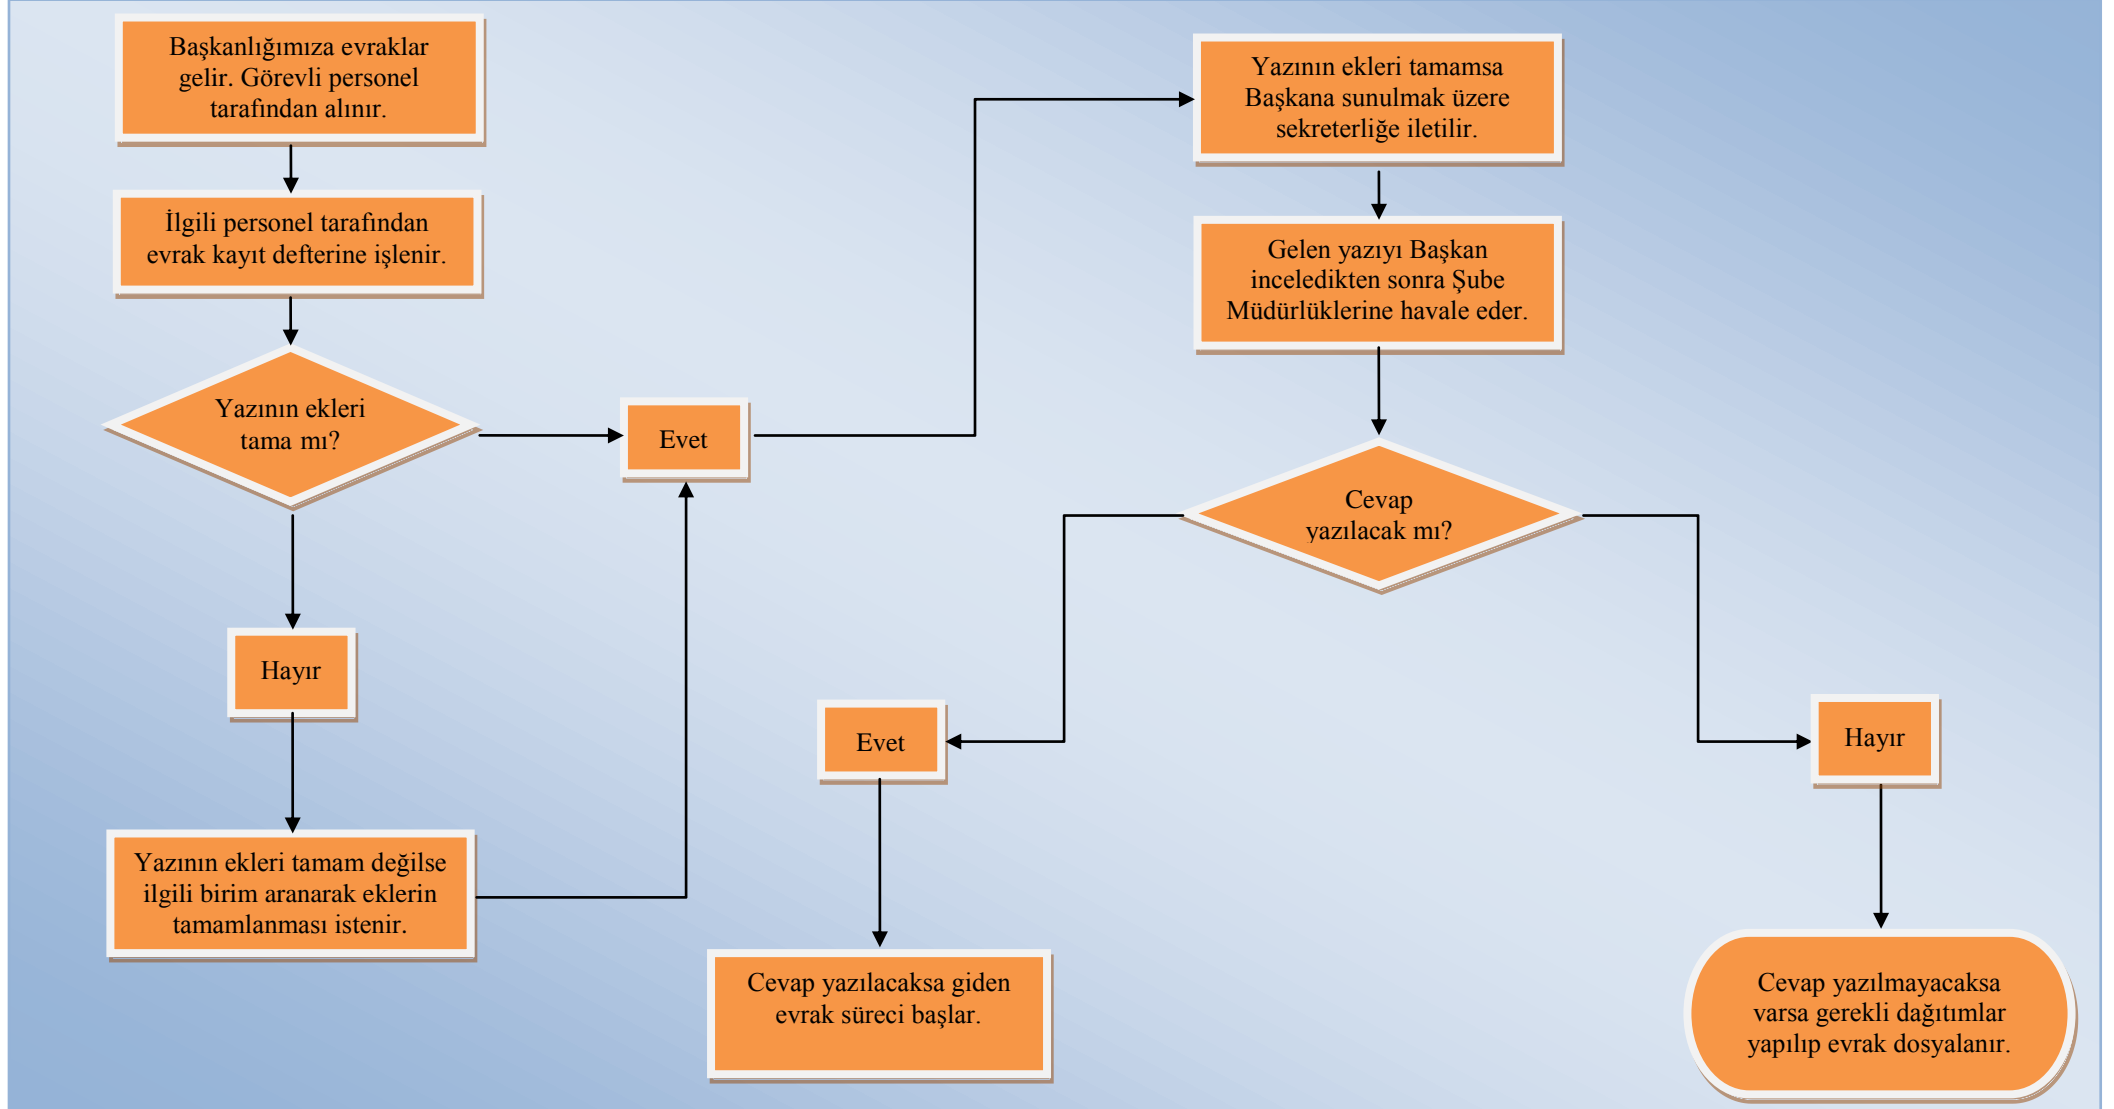 Başkanlığımıza evraklar
gelir. Görevli personel
tarafından alınır.
İlgili personel tarafından
evrak kayıt defterine işlenir.
Yazının ekleri
tama mı?
Evet
Hayır
Yazının ekleri tamam değilse
ilgili birim aranarak eklerin
tamamlanması istenir.
Yazının ekleri tamamsa
Başkana sunulmak üzere
sekreterliğe iletilir.
Gelen yazıyı Başkan
inceledikten sonra Şube
Müdürlüklerine havale eder.
Cevap
yazılacak mı?
Evet
Cevap yazılacaksa giden
evrak süreci başlar.
Hayır
Cevap yazılmayacaksa
varsa gerekli dağıtımlar
yapılıp evrak dosyalanır.